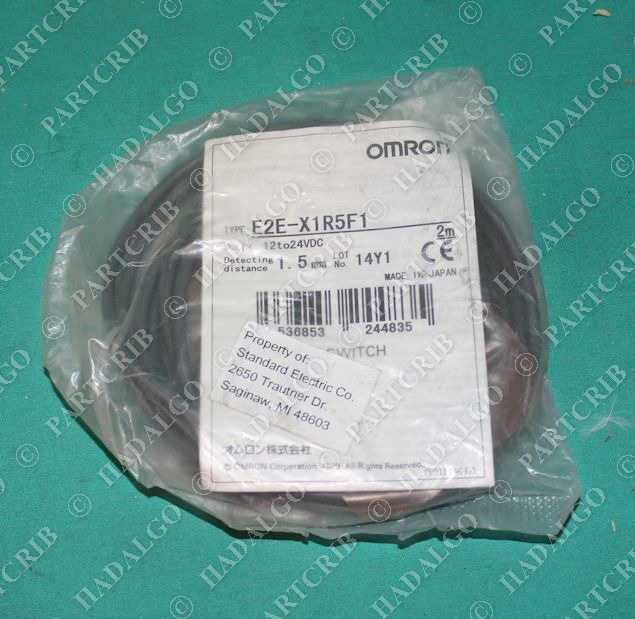 OMRON
TYPE E2E-X1R5F1 2m
12to24VDC
Detecting distance 1.5mm LOT No. 14Y1 CE
MADE IN JAPAN
536853 244835
SWITCH
Property of:
Standard Electric Co.
2650 Trautner Dr.
Saginaw, MI 48603
オムロン株式会社
© OMRON Corporation All Rights Reserved
© PARTCRIB
© HADALGO